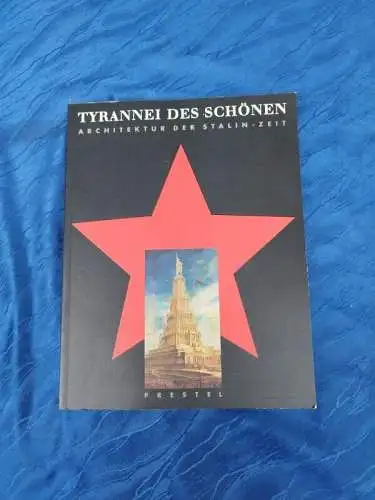 TYRANNEI DES SCHÖNEN
ARCHITEKTUR DER STALIN-ZEIT
PRESTEL